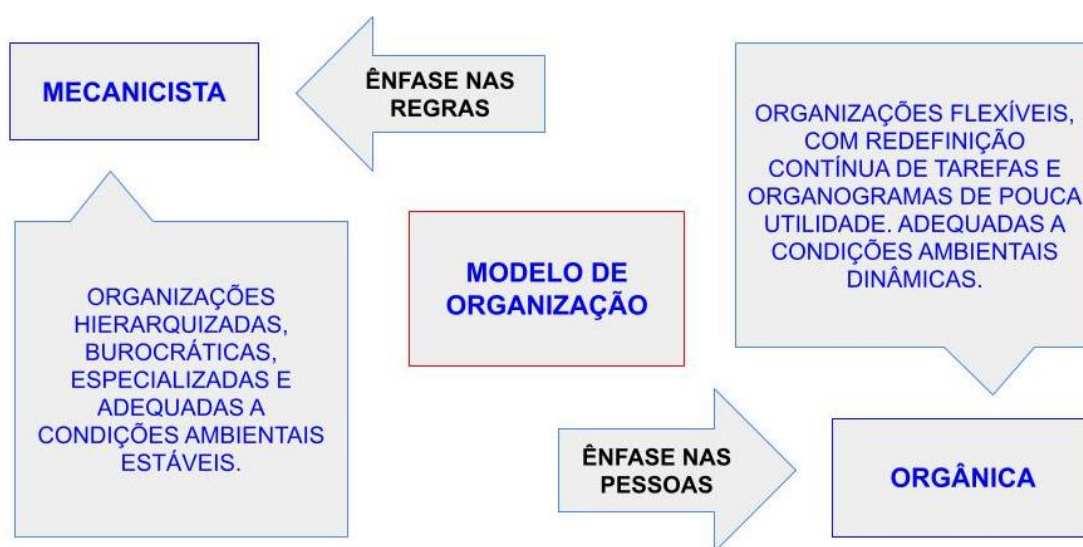 MECANICISTA
ÊNFASE NAS
REGRAS
ORGANIZAÇÕES FLEXÍVEIS,
COM REDEFINIÇÃO
CONTÍNUA DE TAREFAS E
ORGANOGRAMAS DE POUCA
UTILIDADE. ADEQUADAS A
CONDIÇÕES AMBIENTAIS
DINÂMICAS.
MODELO DE
ORGANIZAÇÃO
ORGANIZAÇÕES
HIERARQUIZADAS,
BUROCRÁTICAS,
ESPECIALIZADAS E
ADEQUADAS A
CONDIÇÕES AMBIENTAIS
ESTÁVEIS.
ÊNFASE NAS
PESSOAS
ORGÂNICA